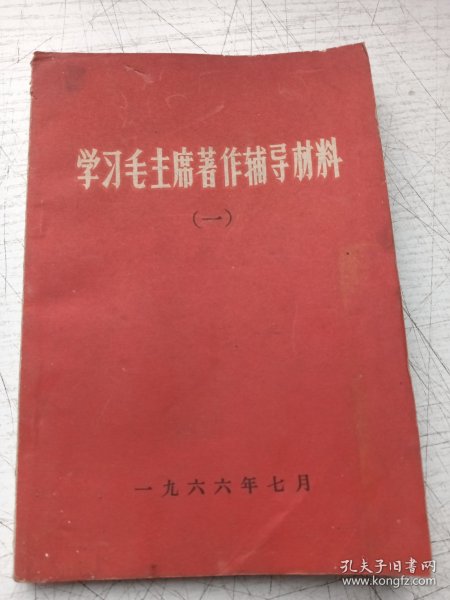 学习毛主席著作辅导材料
（一）
一九六六年七月
孔夫子旧书网
www.kongfz.com